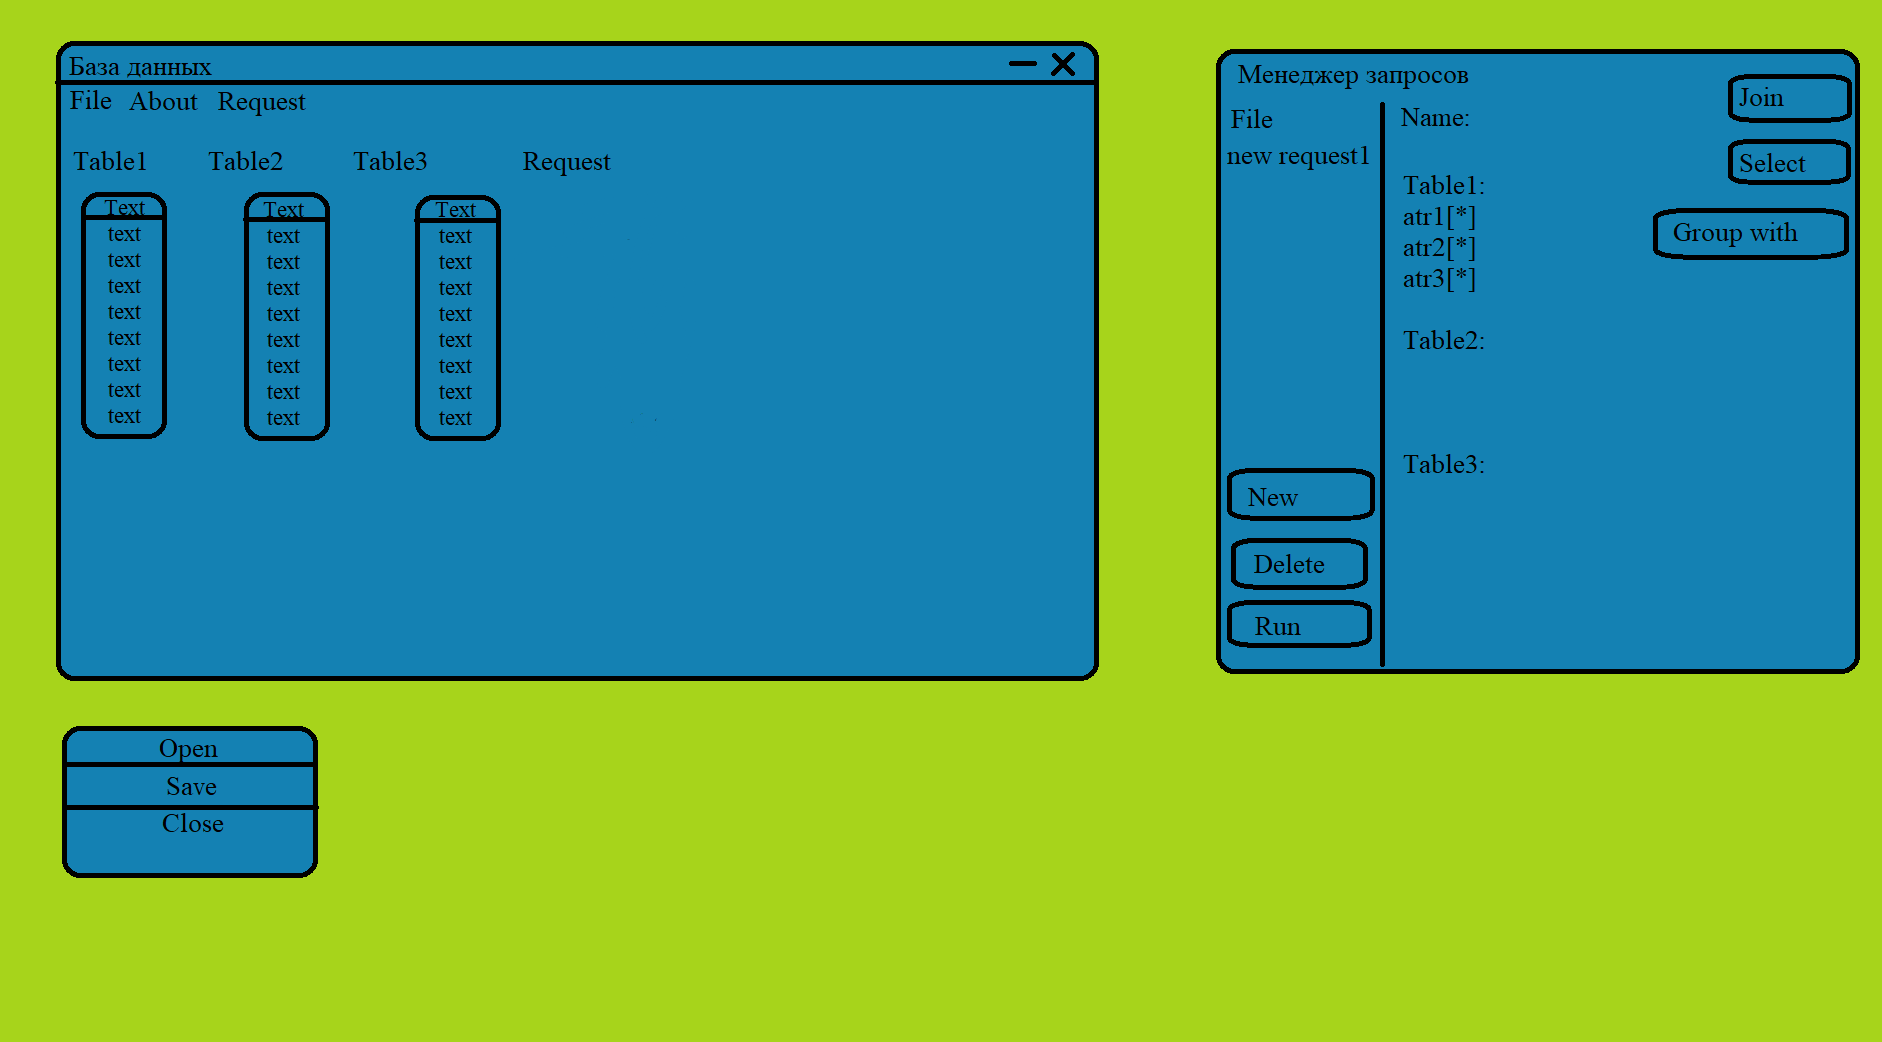 База данных
File About Request
Table1 Table2 Table3 Request
Text Text Text
text text text
text text text
text text text
text text text
text text text
text text text
text text text
text text text
Менеджер запросов
File
new request1
New
Delete
Run
Name:
Table1:
atr1[*]
atr2[*]
atr3[*]
Table2:
Table3:
Join
Select
Group with
Open
Save
Close